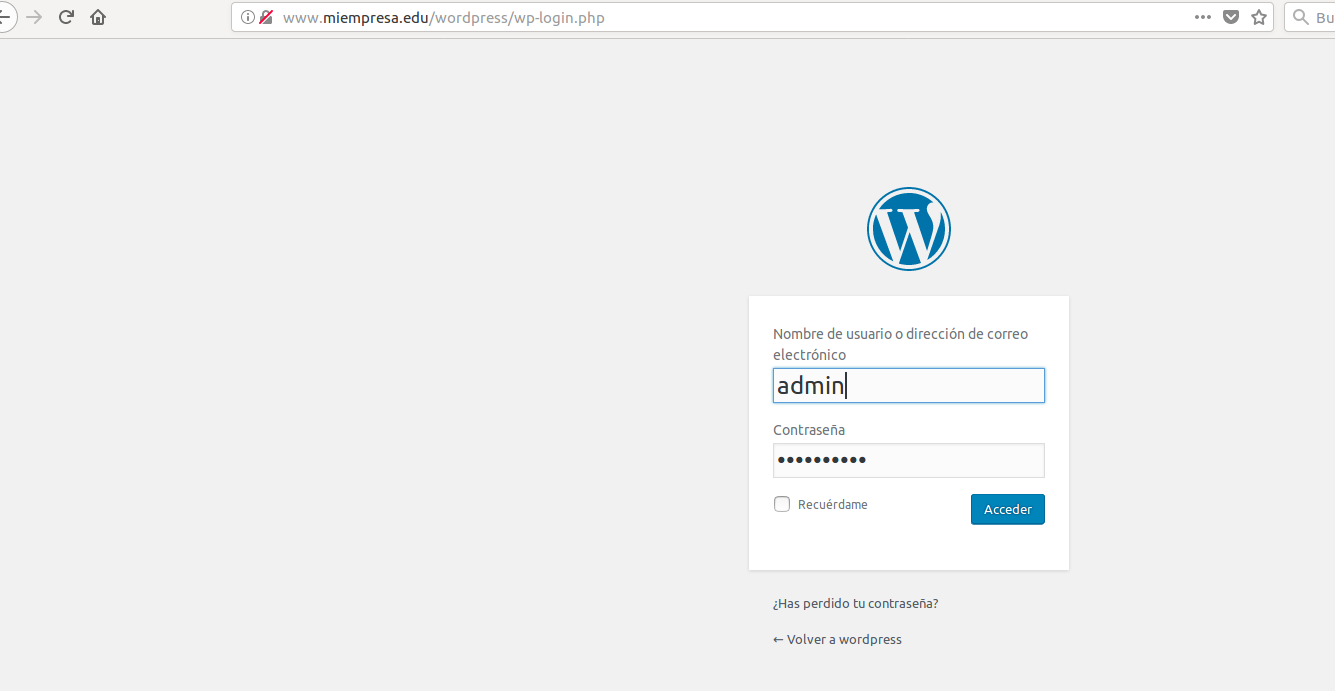 www.miempresa.edu/wordpress/wp-login.php
Bu
Nombre de usuario o dirección de correo
electrónico
admin
Contraseña
••••••••••
Recuérdame
Acceder
¿Has perdido tu contraseña?
← Volver a wordpress